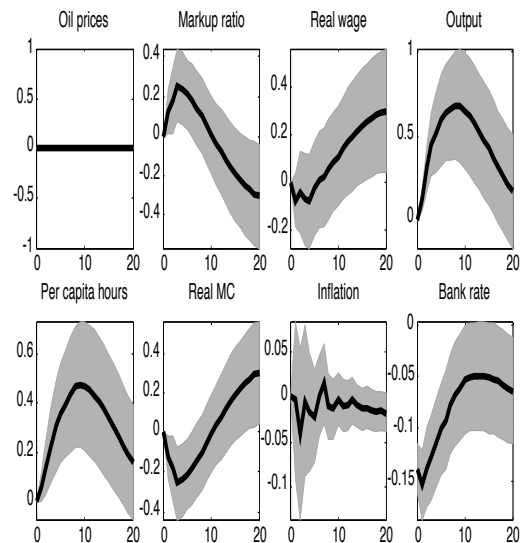 Oil prices
Markup ratio
Real wage
Output
1
0.5
0
-0.5
-1
0 10 20
0.4
0.2
0
-0.2
-0.4
0 10 20
0.4
0.2
0
-0.2
0 10 20
1
0.5
0
0 10 20
Per capita hours
Real MC
Inflation
Bank rate
0.6
0.4
0.2
0
0 10 20
0.4
0.2
0
-0.2
-0.4
0 10 20
0.05
0
-0.05
-0.1
0 10 20
0
-0.05
-0.1
-0.15
0 10 20